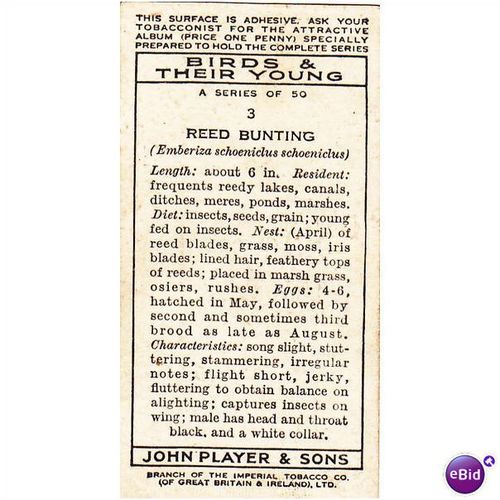 THIS SURFACE IS ADHESIVE. ASK YOUR
TOBACCONIST FOR THE ATTRACTIVE
ALBUM (PRICE ONE PENNY) SPECIALLY
PREPARED TO HOLD THE COMPLETE SERIES
BIRDS &
THEIR YOUNG
A SERIES OF 50
3
REED BUNTING
(Emberiza schoeniclus schoeniclus)
Length: about 6 in. Resident:
frequents reedy lakes, canals,
ditches, meres, ponds, marshes.
Diet: insects, seeds, grain; young
fed on insects. Nest: (April) of
reed blades, grass, moss, iris
blades; lined hair, feathery tops
of reeds; placed in marsh grass,
osiers, rushes. Eggs: 4-6,
hatched in May, followed by
second and sometimes third
brood as late as August.
Characteristics: song slight, stut-
tering, stammering, irregular
notes; flight short, jerky,
fluttering to obtain balance on
alighting; captures insects on
wing; male has head and throat
black, and a white collar.
JOHN PLAYER & SONS
BRANCH OF THE IMPERIAL TOBACCO CO.
(OF GREAT BRITAIN & IRELAND), LTD.
eBid